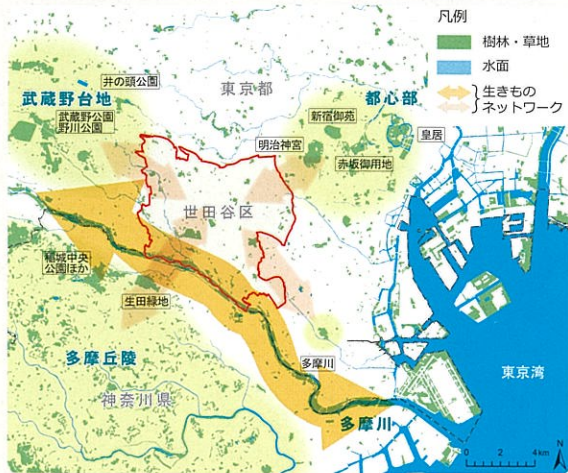 凡例
樹林・草地
水面
生きもの
ネットワーク
井の頭公園
武蔵野台地
東京都
都心部
武蔵野公園
野川公園
新宿御苑
皇居
明治神宮
赤坂御用地
世田谷区
稲城中央
公園ほか
生田緑地
多摩丘陵
多摩川
東京湾
神奈川県
多摩川
0 2 4km
N